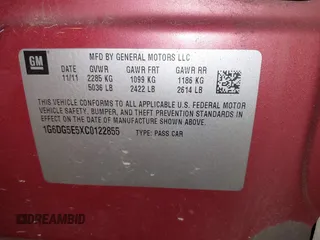 GM
MFD BY GENERAL MOTORS LLC
DATE GVWR GAWR FRT GAWR RR
11/11 2285 KG 1099 KG 1186 KG
5036 LB 2422 LB 2614 LB
THIS VEHICLE CONFORMS TO ALL APPLICABLE U.S. FEDERAL MOTOR
VEHICLE SAFETY, BUMPER, AND THEFT PREVENTION STANDARDS IN
EFFECT ON THE DATE OF MANUFACTURE SHOWN ABOVE.
1G6DG5E5XC0122855 TYPE: PASS CAR
DREAMBID